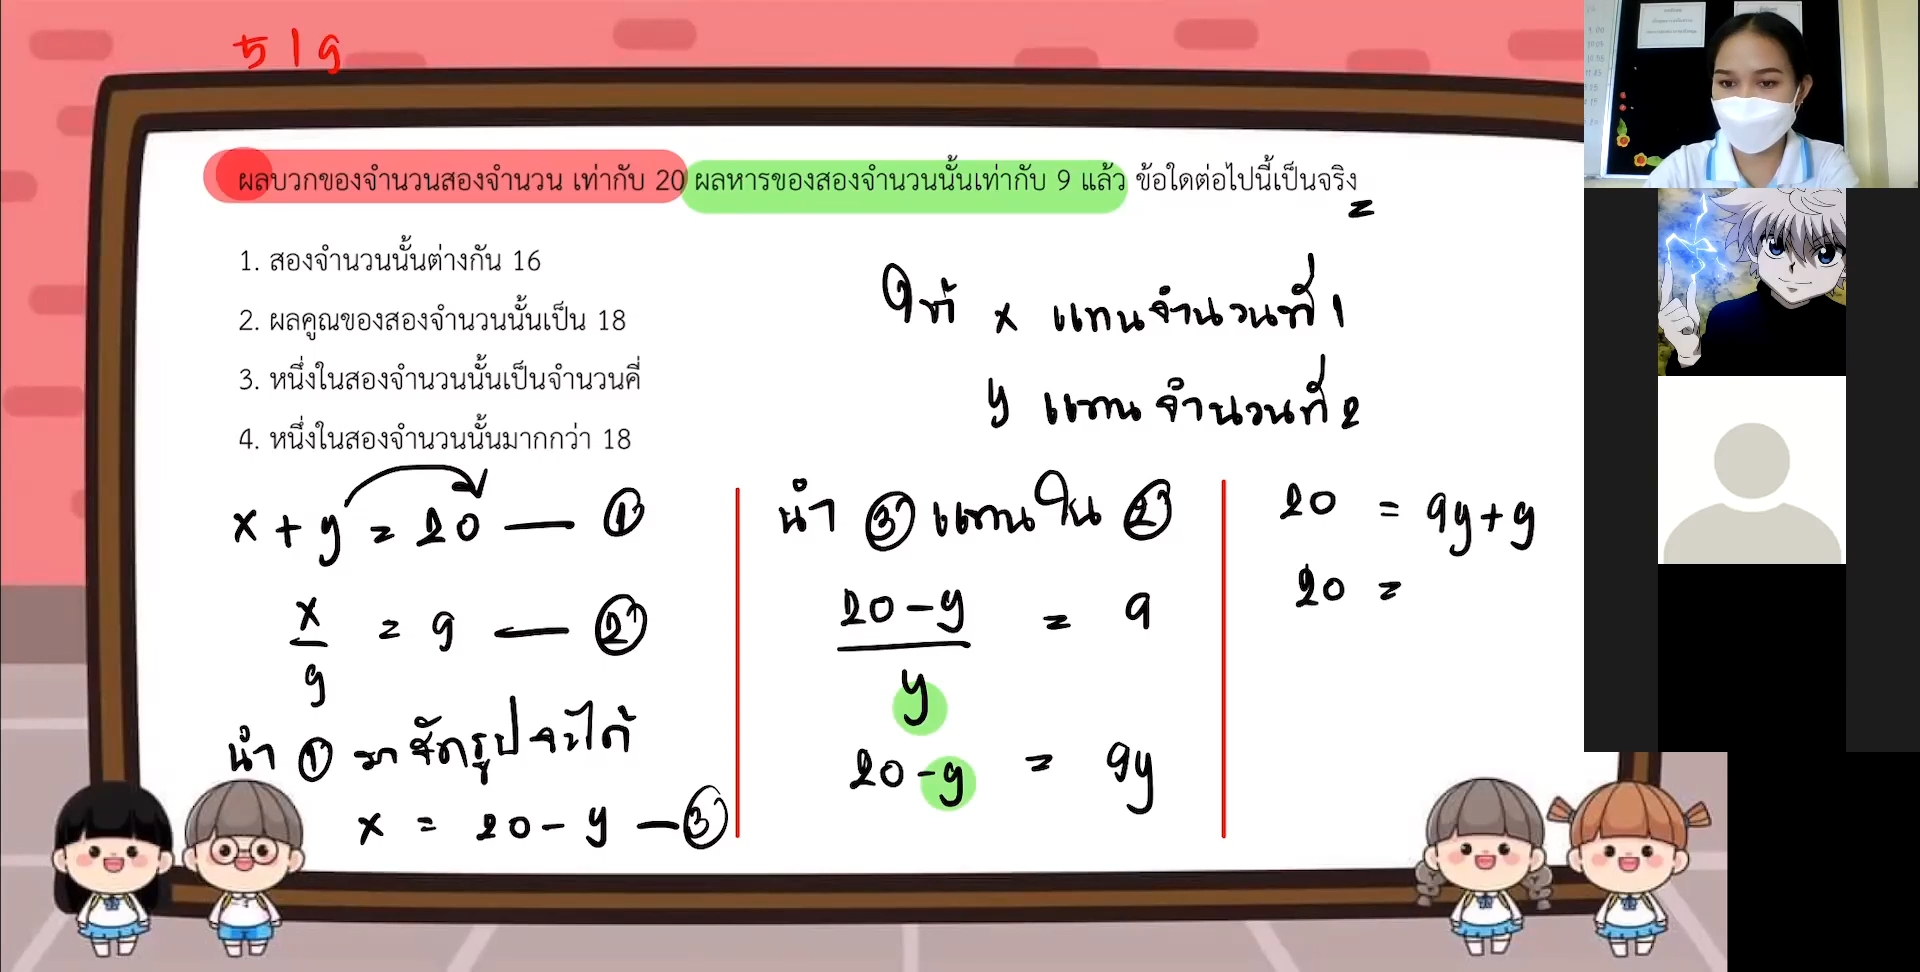 519
ผลบวกของจำนวนสองจำนวน เท่ากับ 20 ผลหารของสองจำนวนนั้นเท่ากับ 9 แล้ว ข้อใดต่อไปนี้เป็นจริง
1. สองจำนวนนั้นต่างกัน 16
2. ผลคูณของสองจำนวนนั้นเป็น 18
3. หนึ่งในสองจำนวนนั้นเป็นจำนวนคี่
4. หนึ่งในสองจำนวนนั้นมากกว่า 18
ให้ x แทนจำนวนที่ 1
y แทนจำนวนที่ 2
x + y = 20 — ①
x/y = 9 — ②
นำ ① มาจัดรูปจะได้
x = 20 - y — ③
นำ ③ แทนใน ②
20 - y
y
= 9
20 - y = 9y
20 = 9y + y
20 =